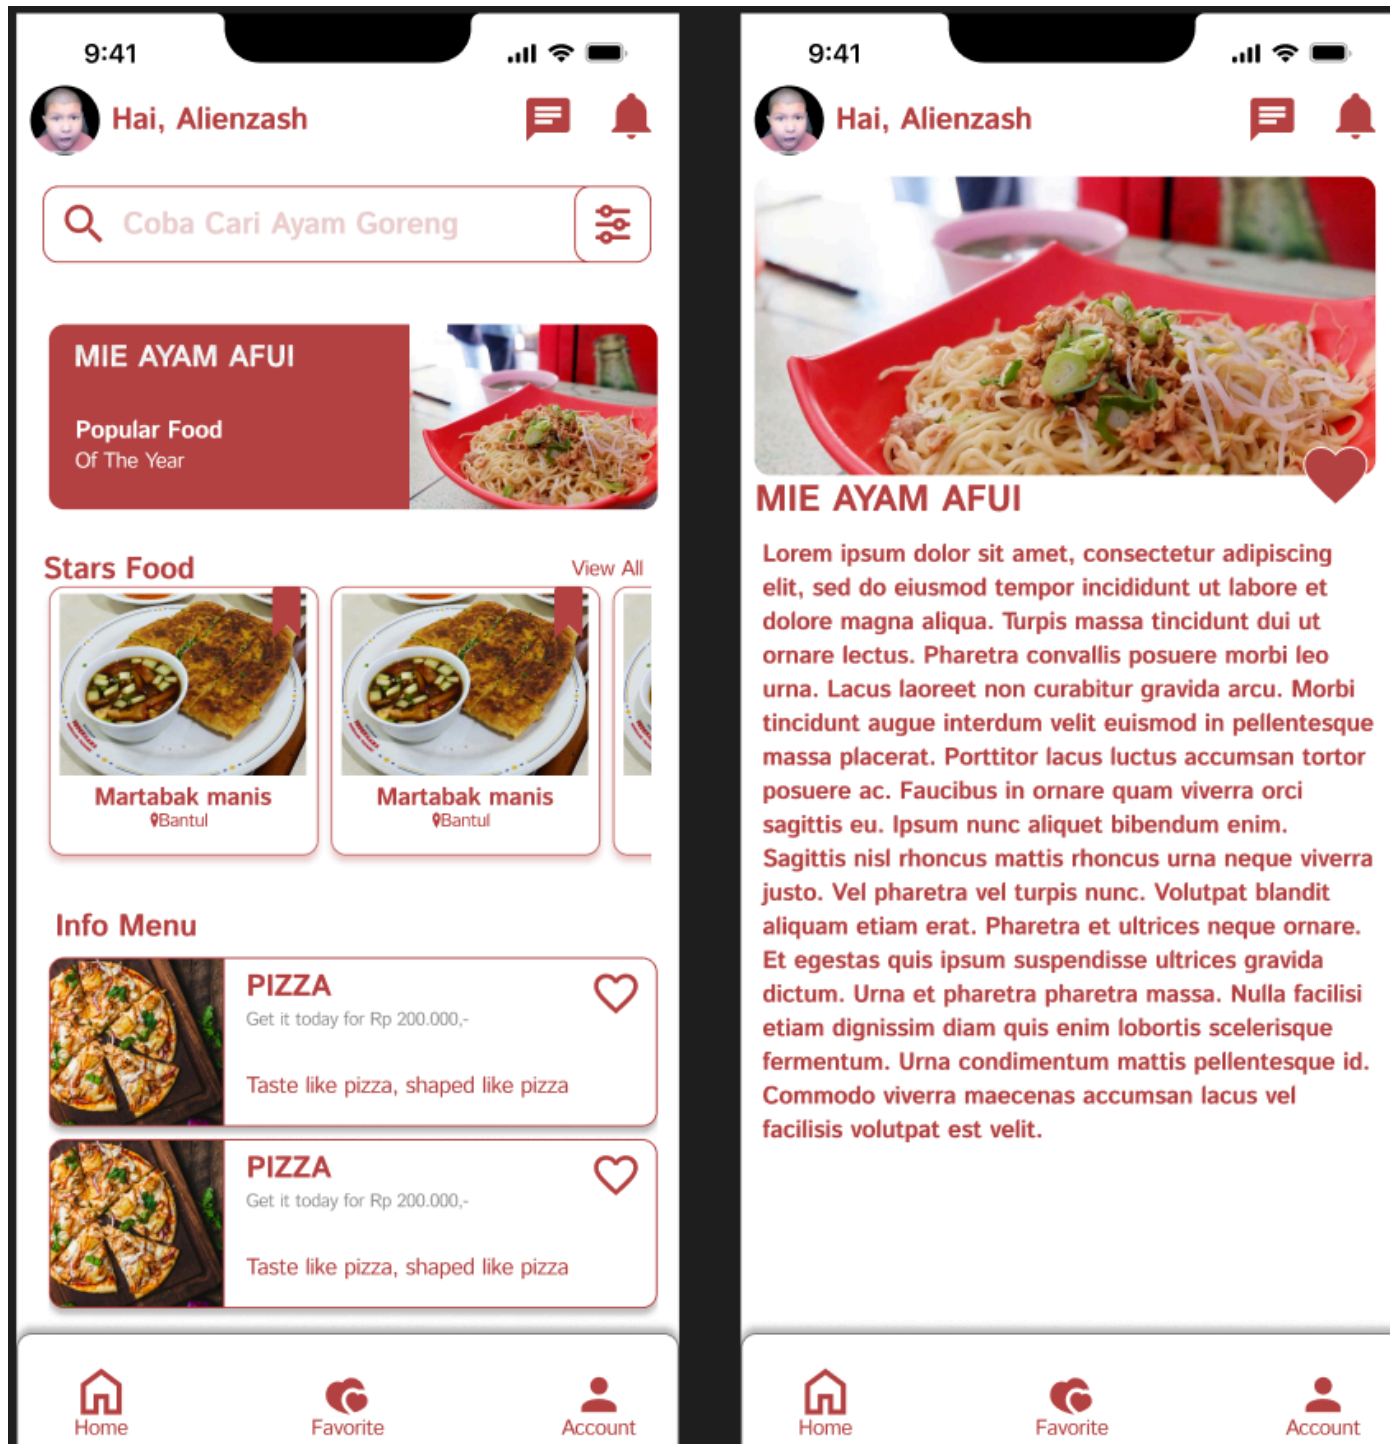 9:41
Hai, Alienzash
Coba Cari Ayam Goreng
MIE AYAM AFUI
Popular Food
Of The Year
Stars Food
View All
Martabak manis
Bantul
Martabak manis
Bantul
Info Menu
PIZZA
Get it today for Rp 200.000,-
Taste like pizza, shaped like pizza
PIZZA
Get it today for Rp 200.000,-
Taste like pizza, shaped like pizza
Home
Favorite
Account
9:41
Hai, Alienzash
MIE AYAM AFUI
Lorem ipsum dolor sit amet, consectetur adipiscing
elit, sed do eiusmod tempor incididunt ut labore et
dolore magna aliqua. Turpis massa tincidunt dui ut
ornare lectus. Pharetra convallis posuere morbi leo
urna. Lacus laoreet non curabitur gravida arcu. Morbi
tincidunt augue interdum velit euismod in pellentesque
massa placerat. Porttitor lacus luctus accumsan tortor
posuere ac. Faucibus in ornare quam viverra orci
sagittis eu. Ipsum nunc aliquet bibendum enim.
Sagittis nisl rhoncus mattis rhoncus urna neque viverra
justo. Vel pharetra vel turpis nunc. Volutpat blandit
aliquam etiam erat. Pharetra et ultrices neque ornare.
Et egestas quis ipsum suspendisse ultrices gravida
dictum. Urna et pharetra pharetra massa. Nulla facilisi
etiam dignissim diam quis enim lobortis scelerisque
fermentum. Urna condimentum mattis pellentesque id.
Commodo viverra maecenas accumsan lacus vel
facilisis volutpat est velit.
Home
Favorite
Account